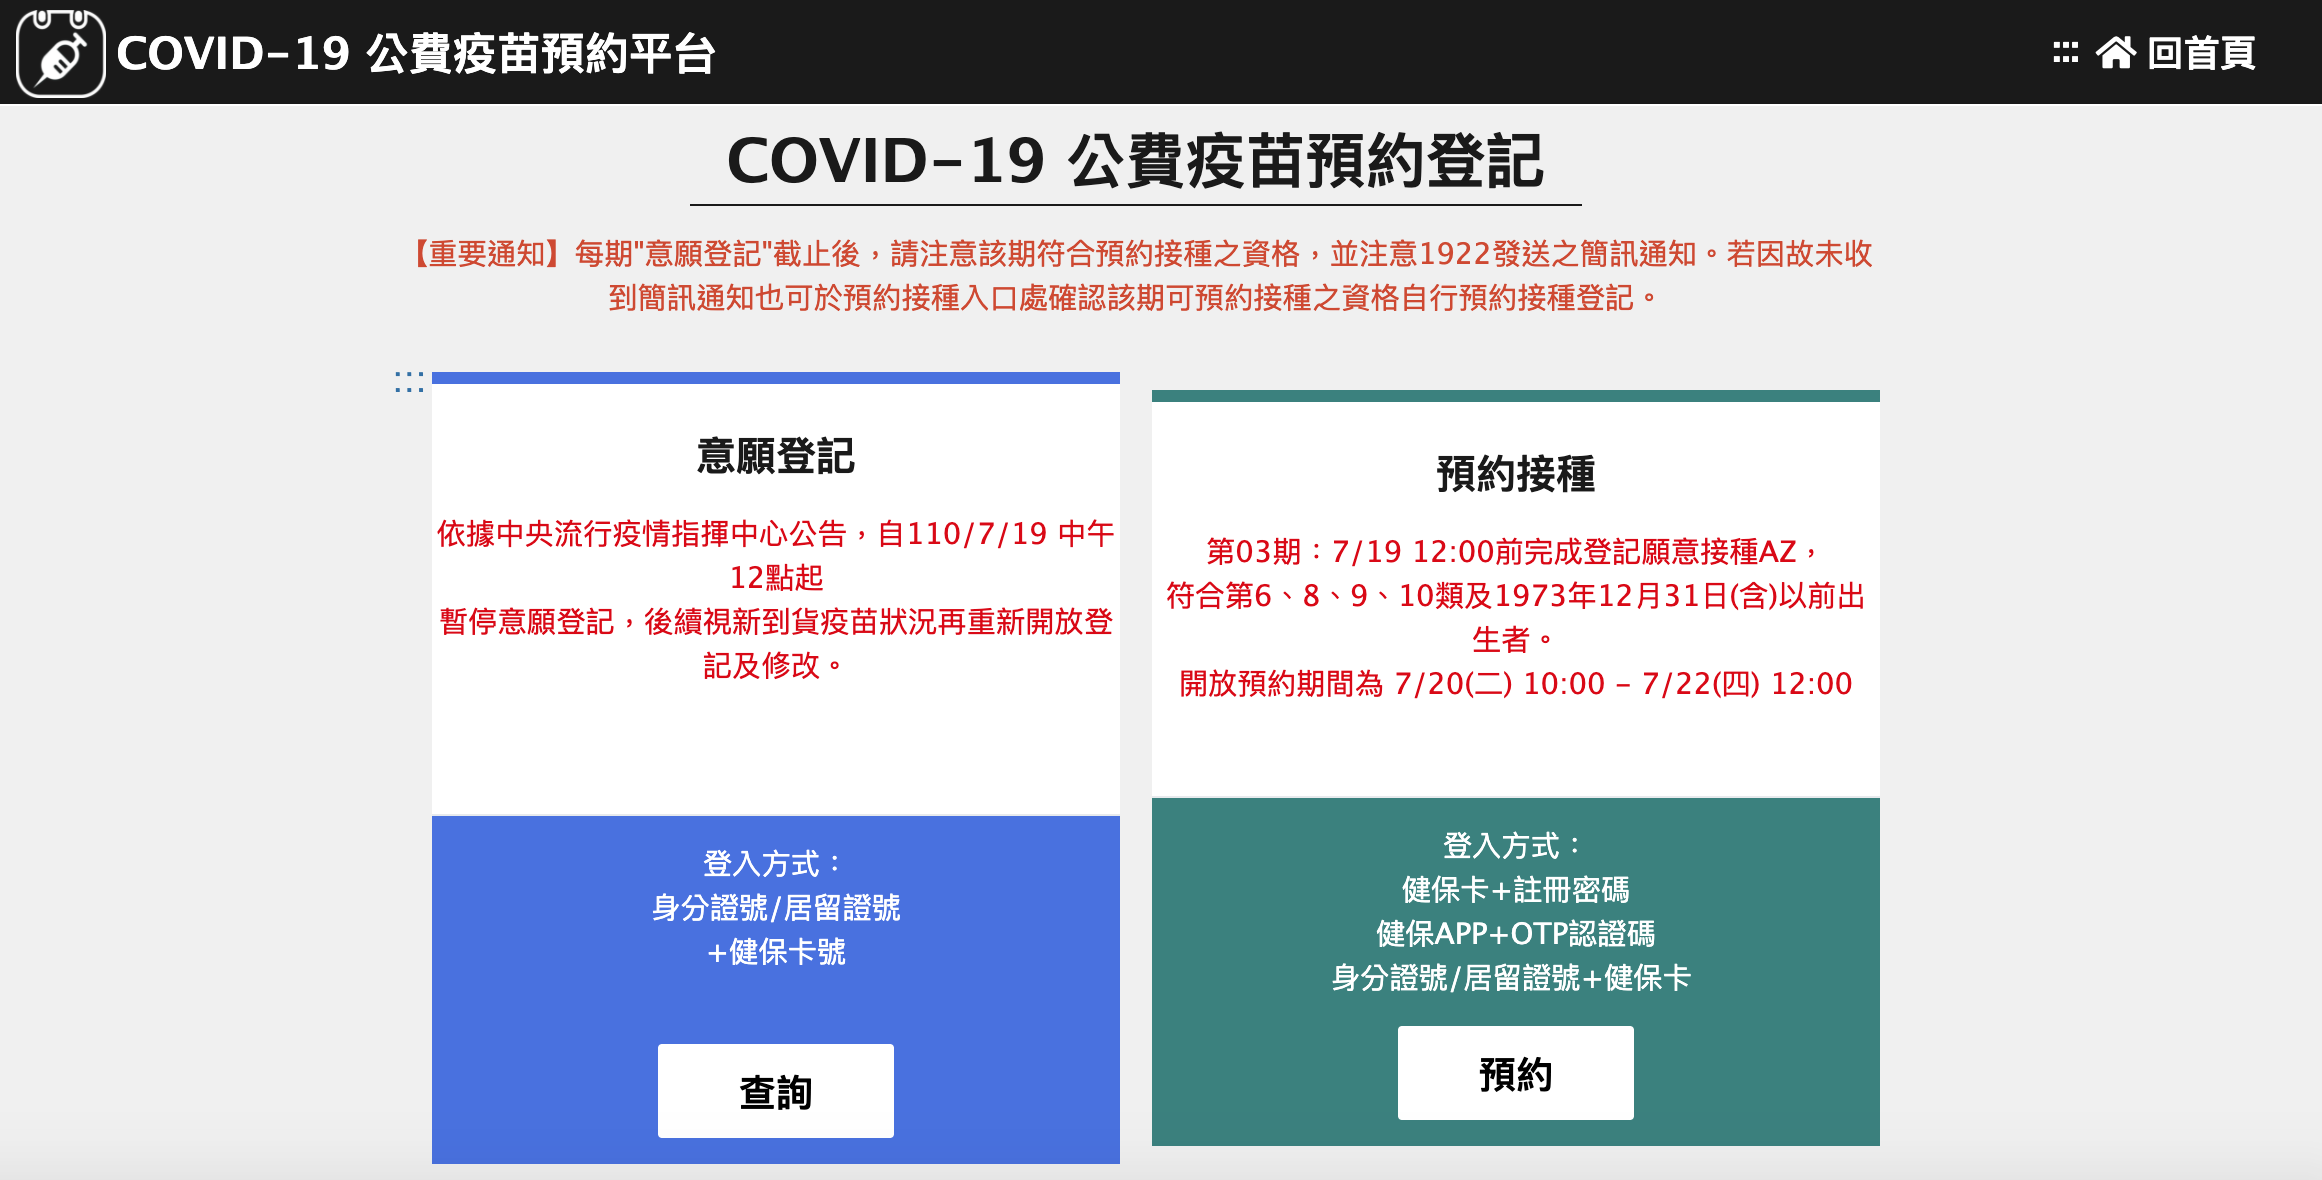 COVID-19 公費疫苗預約平台
回首頁
COVID-19 公費疫苗預約登記
【重要通知】每期"意願登記"截止後，請注意該期符合預約接種之資格，並注意1922發送之簡訊通知。若因故未收
到簡訊通知也可於預約接種入口處確認該期可預約接種之資格自行預約接種登記。
:::
意願登記
依據中央流行疫情指揮中心公告，自110/7/19 中午
12點起
暫停意願登記，後續視新到貨疫苗狀況再重新開放登
記及修改。
登入方式：
身分證號/居留證號
+健保卡號
查詢
預約接種
第03期：7/19 12:00前完成登記願意接種AZ，
符合第6、8、9、10類及1973年12月31日(含)以前出
生者。
開放預約期間為 7/20(二) 10:00 - 7/22(四) 12:00
登入方式：
健保卡+註冊密碼
健保APP+OTP認證碼
身分證號/居留證號+健保卡
預約